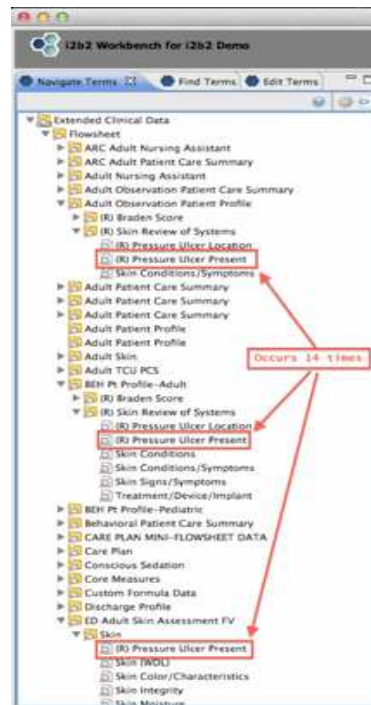 i2b2 Workbench for i2b2 Demo
Navigate Terms
Find Terms
Edit Terms
Extended Clinical Data
Flowsheet
ARC Adult Nursing Assistant
ARC Adult Patient Care Summary
Adult Nursing Assistant
Adult Observation Patient Care Summary
Adult Observation Patient Profile
(R) Braden Score
(R) Skin Review of Systems
(R) Pressure Ulcer Location
(R) Pressure Ulcer Present
Skin Conditions/Symptoms
Adult Patient Care Summary
Adult Patient Care Summary
Adult Patient Care Summary
Adult Patient Profile
Adult Patient Profile
Adult Skin
Occurs 14 times
Adult TCU PCS
BEH Pt Profile-Adult
(R) Braden Score
(R) Skin Review of Systems
(R) Pressure Ulcer Location
(R) Pressure Ulcer Present
Skin Conditions
Skin Conditions/Symptoms
Skin Signs/Symptoms
Treatment/Device/Implant
BEH Pt Profile-Pediatric
Behavioral Patient Care Summary
CARE PLAN MINI-FLOWSHEET DATA
Care Plan
Conscious Sedation
Core Measures
Custom Formula Data
Discharge Profile
ED Adult Skin Assessment FV
Skin
(R) Pressure Ulcer Present
Skin (WDL)
Skin Color/Characteristics
Skin Integrity
Skin Moisture